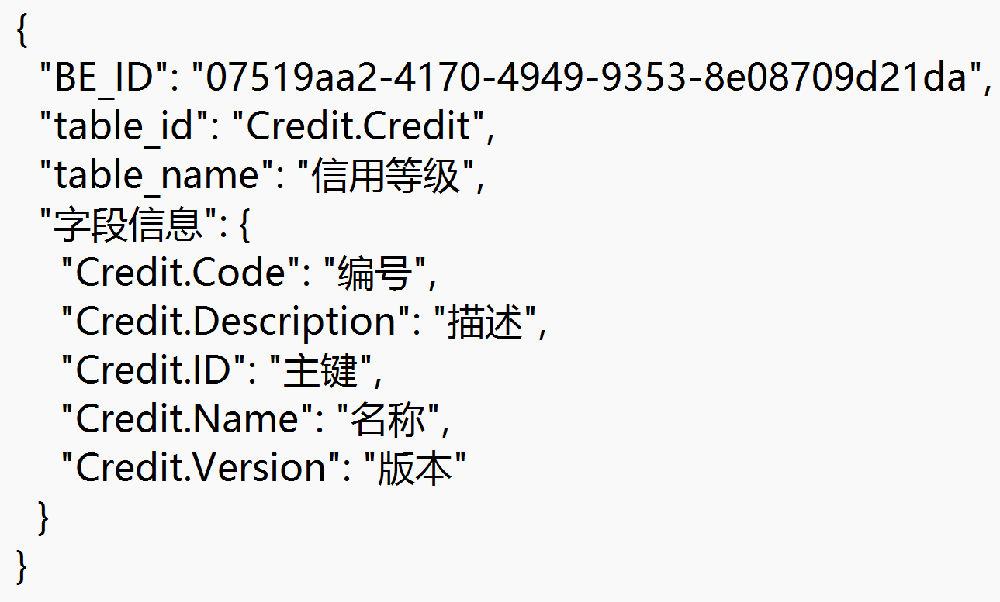 {
"BE_ID": "07519aa2-4170-4949-9353-8e08709d21da",
"table_id": "Credit.Credit",
"table_name": "信用等级",
"字段信息": {
"Credit.Code": "编号",
"Credit.Description": "描述",
"Credit.ID": "主键",
"Credit.Name": "名称",
"Credit.Version": "版本"
}
}